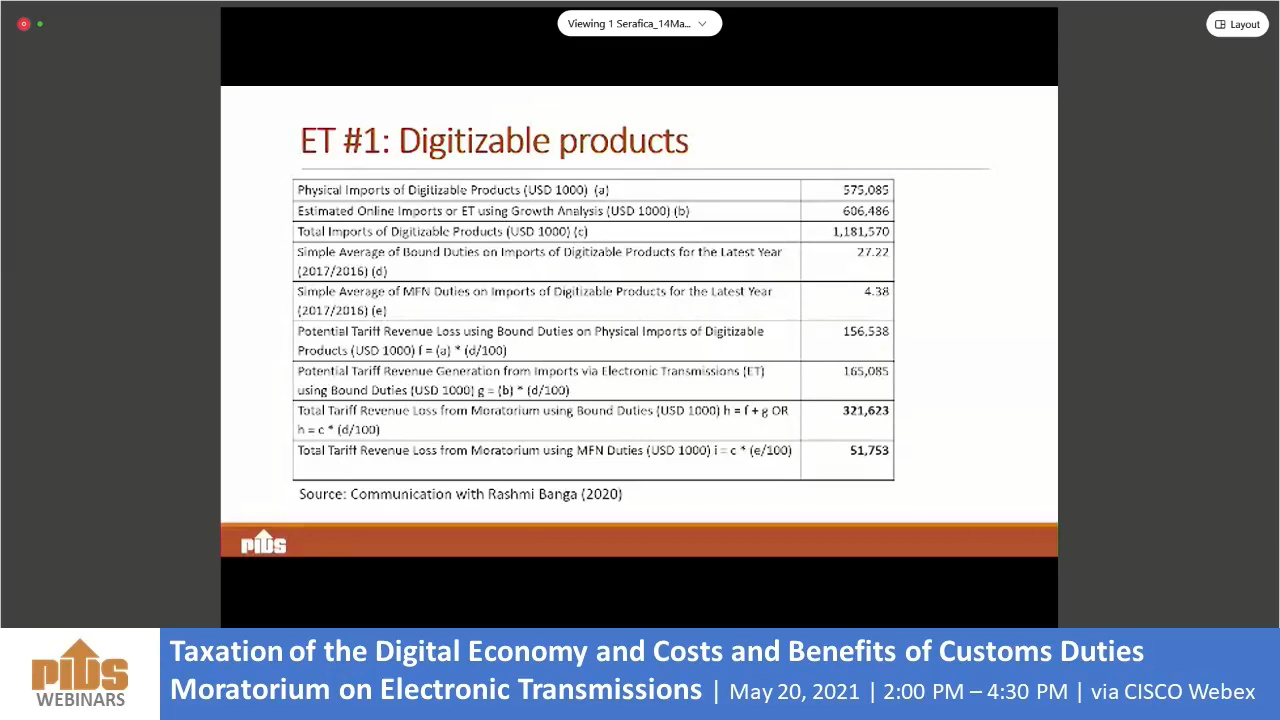 Viewing 1 Serafica_14Ma...
Layout
ET #1: Digitizable products
Physical Imports of Digitizable Products (USD 1000) (a) 575,085
Estimated Online Imports or ET using Growth Analysis (USD 1000) (b) 606,486
Total Imports of Digitizable Products (USD 1000) (c) 1,181,570
Simple Average of Bound Duties on Imports of Digitizable Products for the Latest Year 27.22
(2017/2016) (d)
Simple Average of MFN Duties on Imports of Digitizable Products for the Latest Year 4.38
(2017/2016) (e)
Potential Tariff Revenue Loss using Bound Duties on Physical Imports of Digitizable 156,538
Products (USD 1000) f = (a) * (d/100)
Potential Tariff Revenue Generation from Imports via Electronic Transmissions (ET) 165,085
using Bound Duties (USD 1000) g = (b) * (d/100)
Total Tariff Revenue Loss from Moratorium using Bound Duties (USD 1000) h = f + g OR 321,623
h = c * (d/100)
Total Tariff Revenue Loss from Moratorium using MFN Duties (USD 1000) i = c * (e/100) 51,753
Source: Communication with Rashmi Banga (2020)
PIDS
PIDS
WEBINARS
Taxation of the Digital Economy and Costs and Benefits of Customs Duties
Moratorium on Electronic Transmissions | May 20, 2021 | 2:00 PM – 4:30 PM | via CISCO Webex